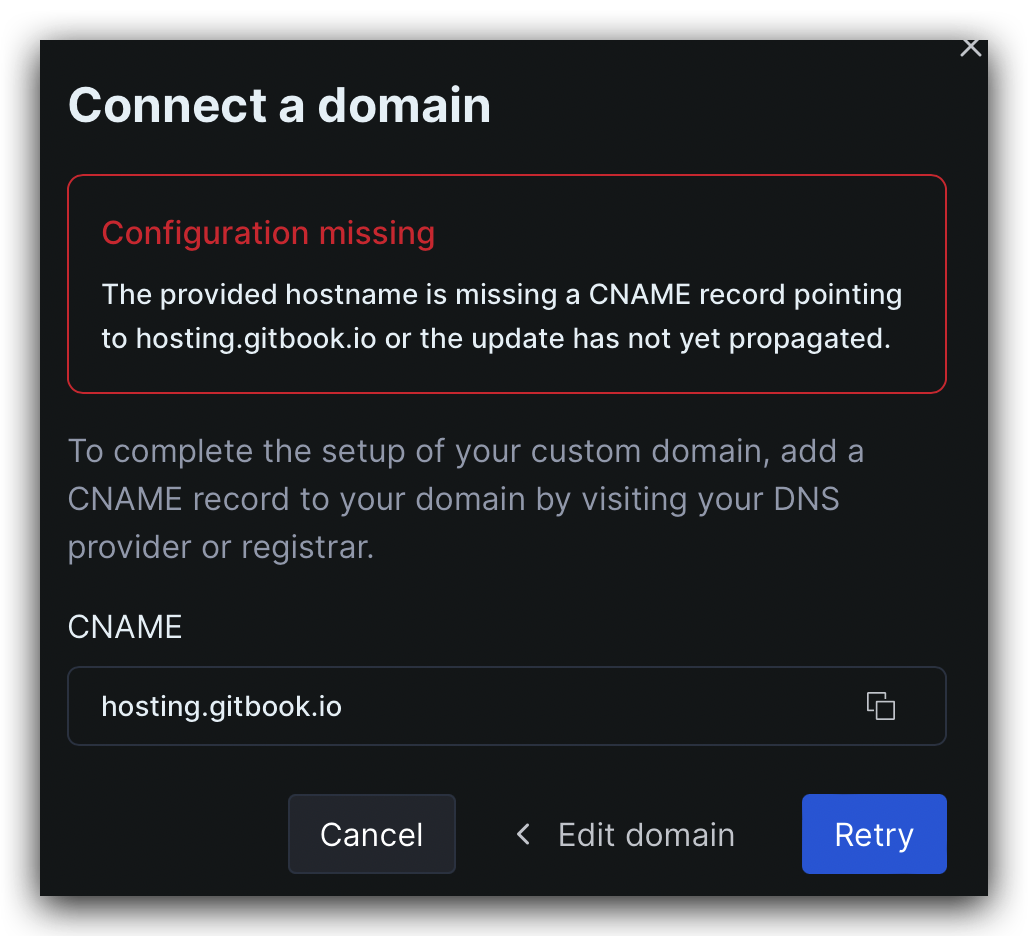 Connect a domain
Configuration missing
The provided hostname is missing a CNAME record pointing
to hosting.gitbook.io or the update has not yet propagated.
To complete the setup of your custom domain, add a
CNAME record to your domain by visiting your DNS
provider or registrar.
CNAME
hosting.gitbook.io
Cancel
Edit domain
Retry